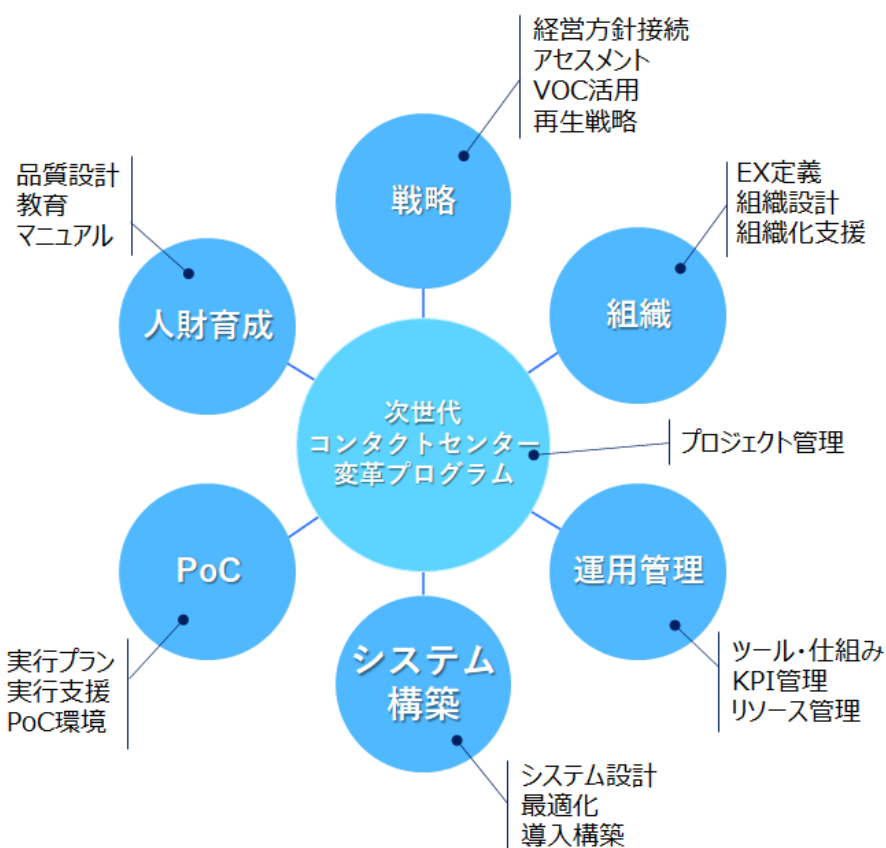 経営方針接続
アセスメント
VOC活用
再生戦略
戦略
品質設計
教育
マニュアル
人財育成
EX定義
組織設計
組織化支援
組織
次世代
コンタクトセンター
変革プログラム
プロジェクト管理
PoC
実行プラン
実行支援
PoC環境
運用管理
ツール・仕組み
KPI管理
リソース管理
システム
構築
システム設計
最適化
導入構築